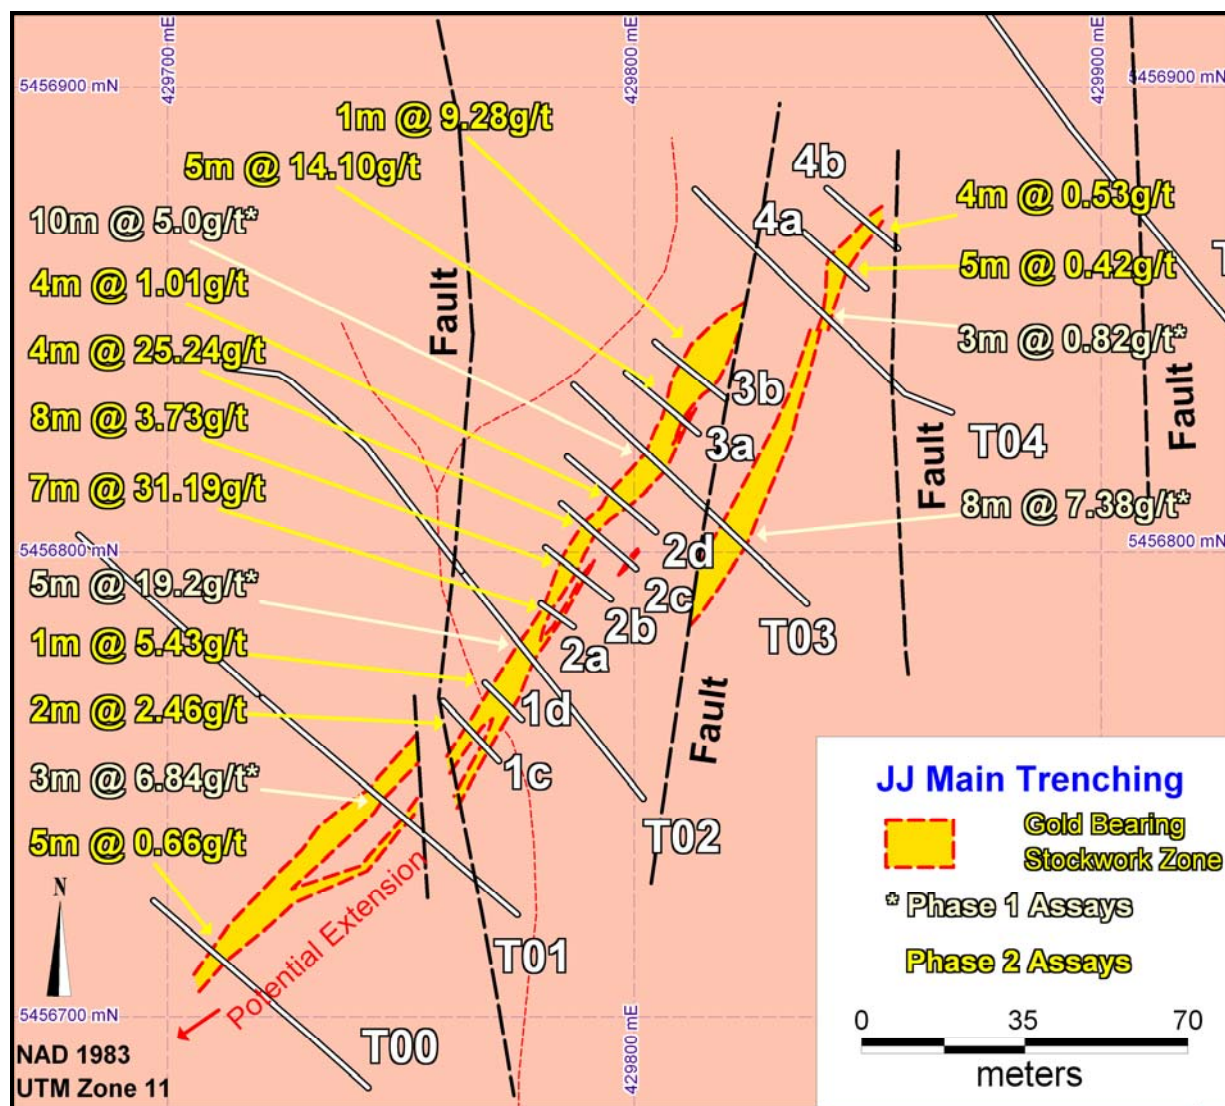 429700 mE
429800 mE
429900 mE
5456900 mN
5456900 mN
1m @ 9.28g/t
5m @ 14.10g/t
10m @ 5.0g/t*
4m @ 1.01g/t
4m @ 25.24g/t
8m @ 3.73g/t
7m @ 31.19g/t
5m @ 19.2g/t*
1m @ 5.43g/t
2m @ 2.46g/t
3m @ 6.84g/t*
5m @ 0.66g/t
4b
4a
4m @ 0.53g/t
5m @ 0.42g/t
3m @ 0.82g/t*
8m @ 7.38g/t*
Fault
Fault
Fault
Fault
T
3b
3a
T04
5456800 mN
5456800 mN
2d
2c
2b
2a
T03
1d
1c
T02
T01
T00
Potential Extension
N
5456700 mN
429800 mE
NAD 1983
UTM Zone 11
JJ Main Trenching
Gold Bearing
Stockwork Zone
* Phase 1 Assays
Phase 2 Assays
0 35 70
meters